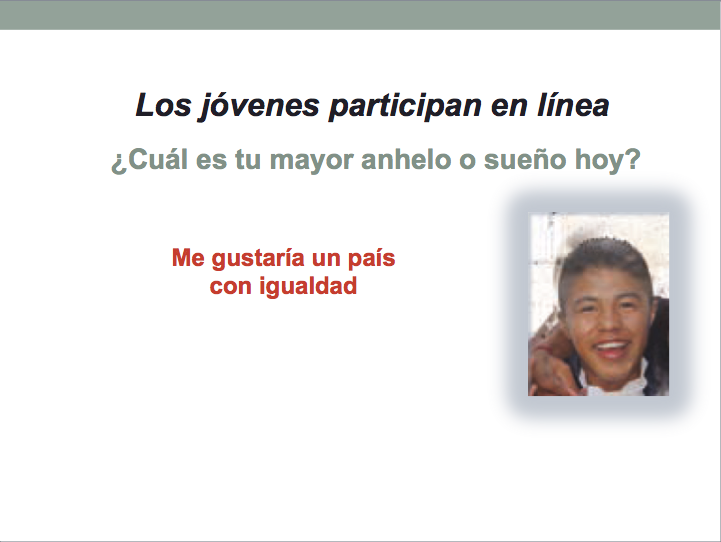 Los jóvenes participan en línea
¿Cuál es tu mayor anhelo o sueño hoy?
Me gustaría un país
con igualdad